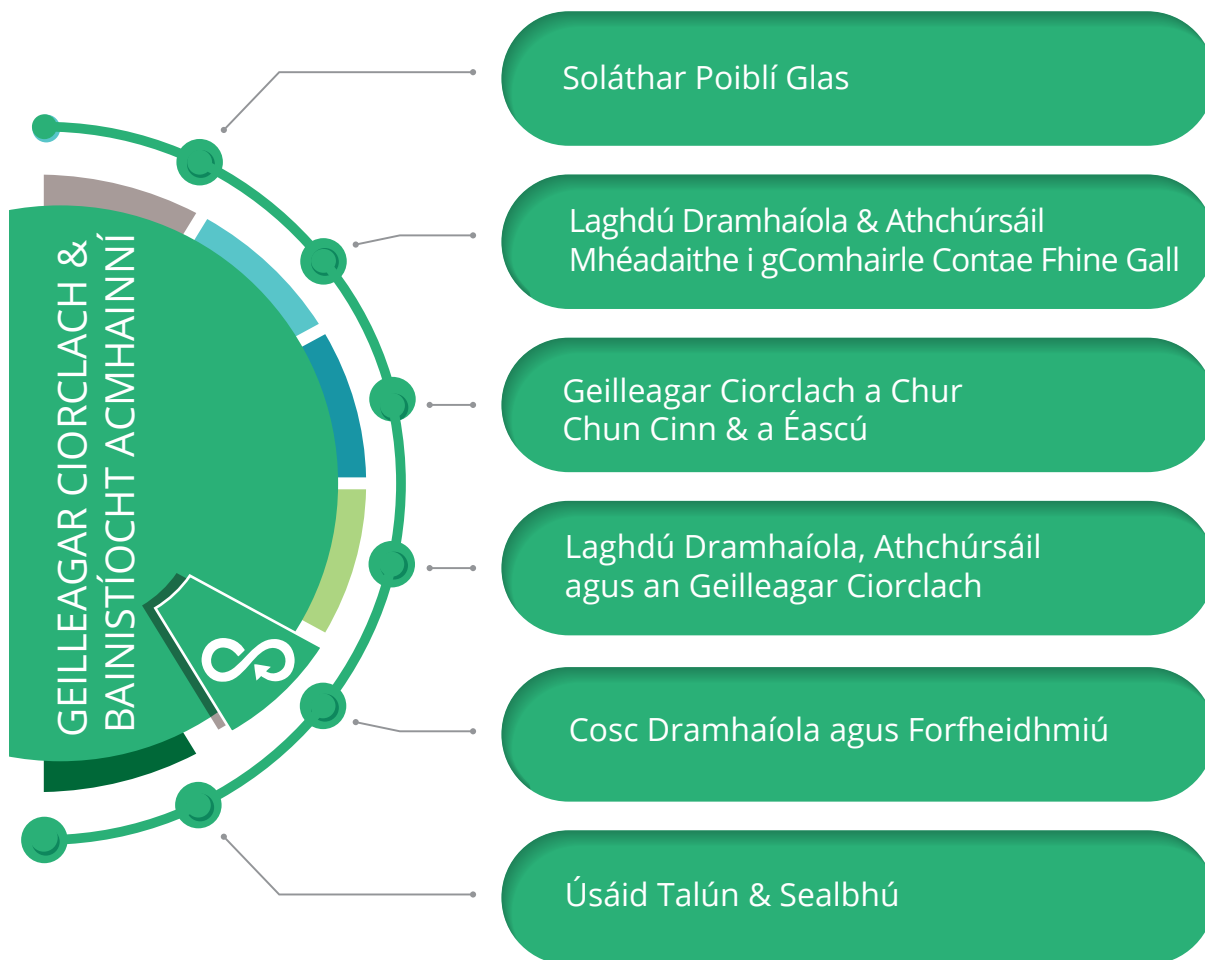 GEILLEAGAR CIORCLACH &
BAINISTÍOCHT ACMHAINNÍ
Soláthar Poiblí Glas
Laghdú Dramhaíola & Athchúrsáil
Mhéadaithe i gComhairle Contae Fhine Gall
Geilleagar Ciorclach a Chur
Chun Cinn & a Éascú
Laghdú Dramhaíola, Athchúrsáil
agus an Geilleagar Ciorclach
Cosc Dramhaíola agus Forfheidhmiú
Úsáid Talún & Sealbhú